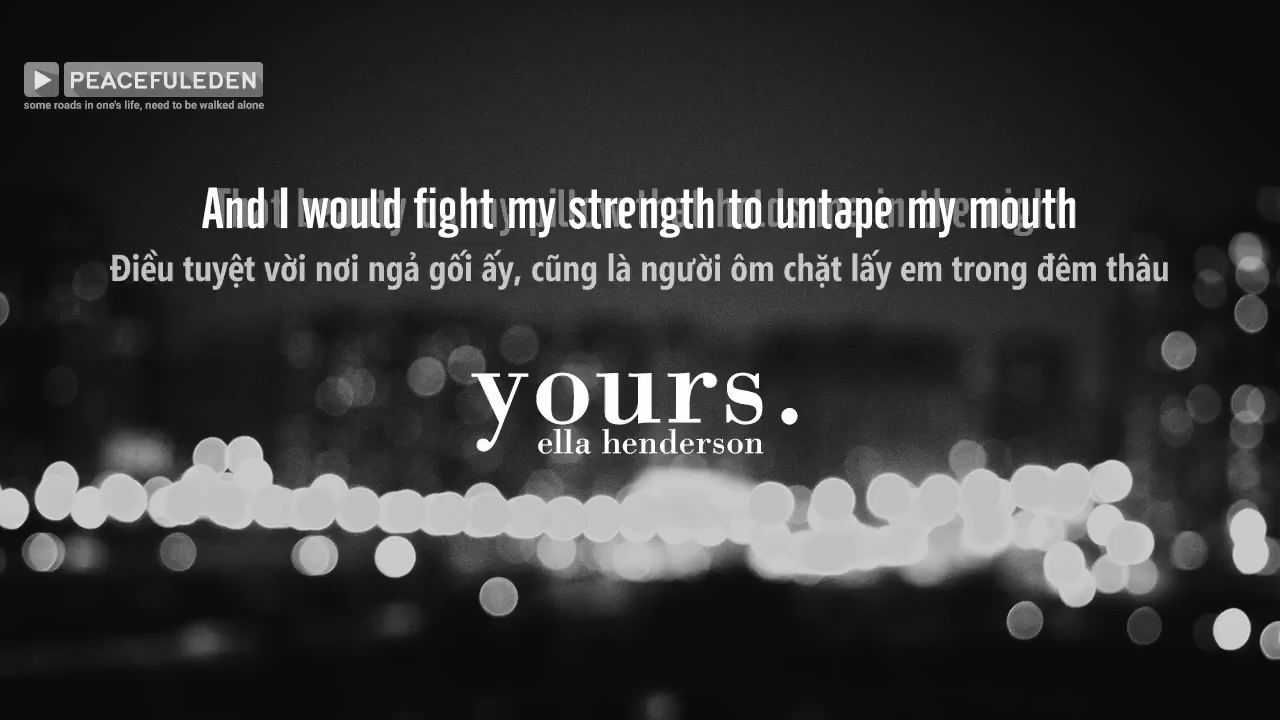 PEACEFULEDEN
some roads in one's life, need to be walked alone
And I would fight my strength to untape my mouth
Điều tuyệt vời nơi ngả gối ấy, cũng là người ôm chặt lấy em trong đêm thâu
yours.
ella henderson